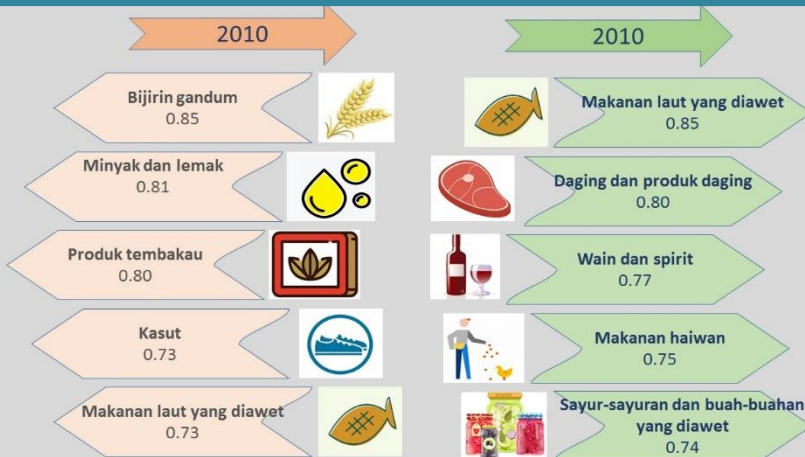 2010
Bijirin gandum
0.85
Minyak dan lemak
0.81
Produk tembakau
0.80
Kasut
0.73
Makanan laut yang diawet
0.73
2010
Makanan laut yang diawet
0.85
Daging dan produk daging
0.80
Wain dan spirit
0.77
Makanan haiwan
0.75
Sayur-sayuran dan buah-buahan
yang diawet
0.74